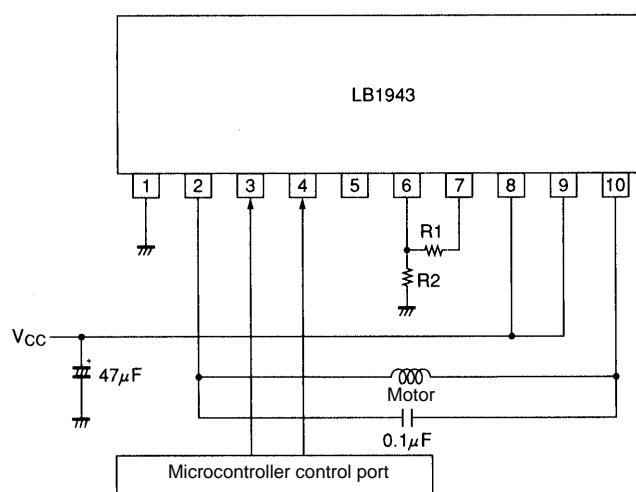 LB1943
1 2 3 4 5 6 7 8 9 10
R1
R2
VCC
+
47μF
Motor
0.1μF
Microcontroller control port